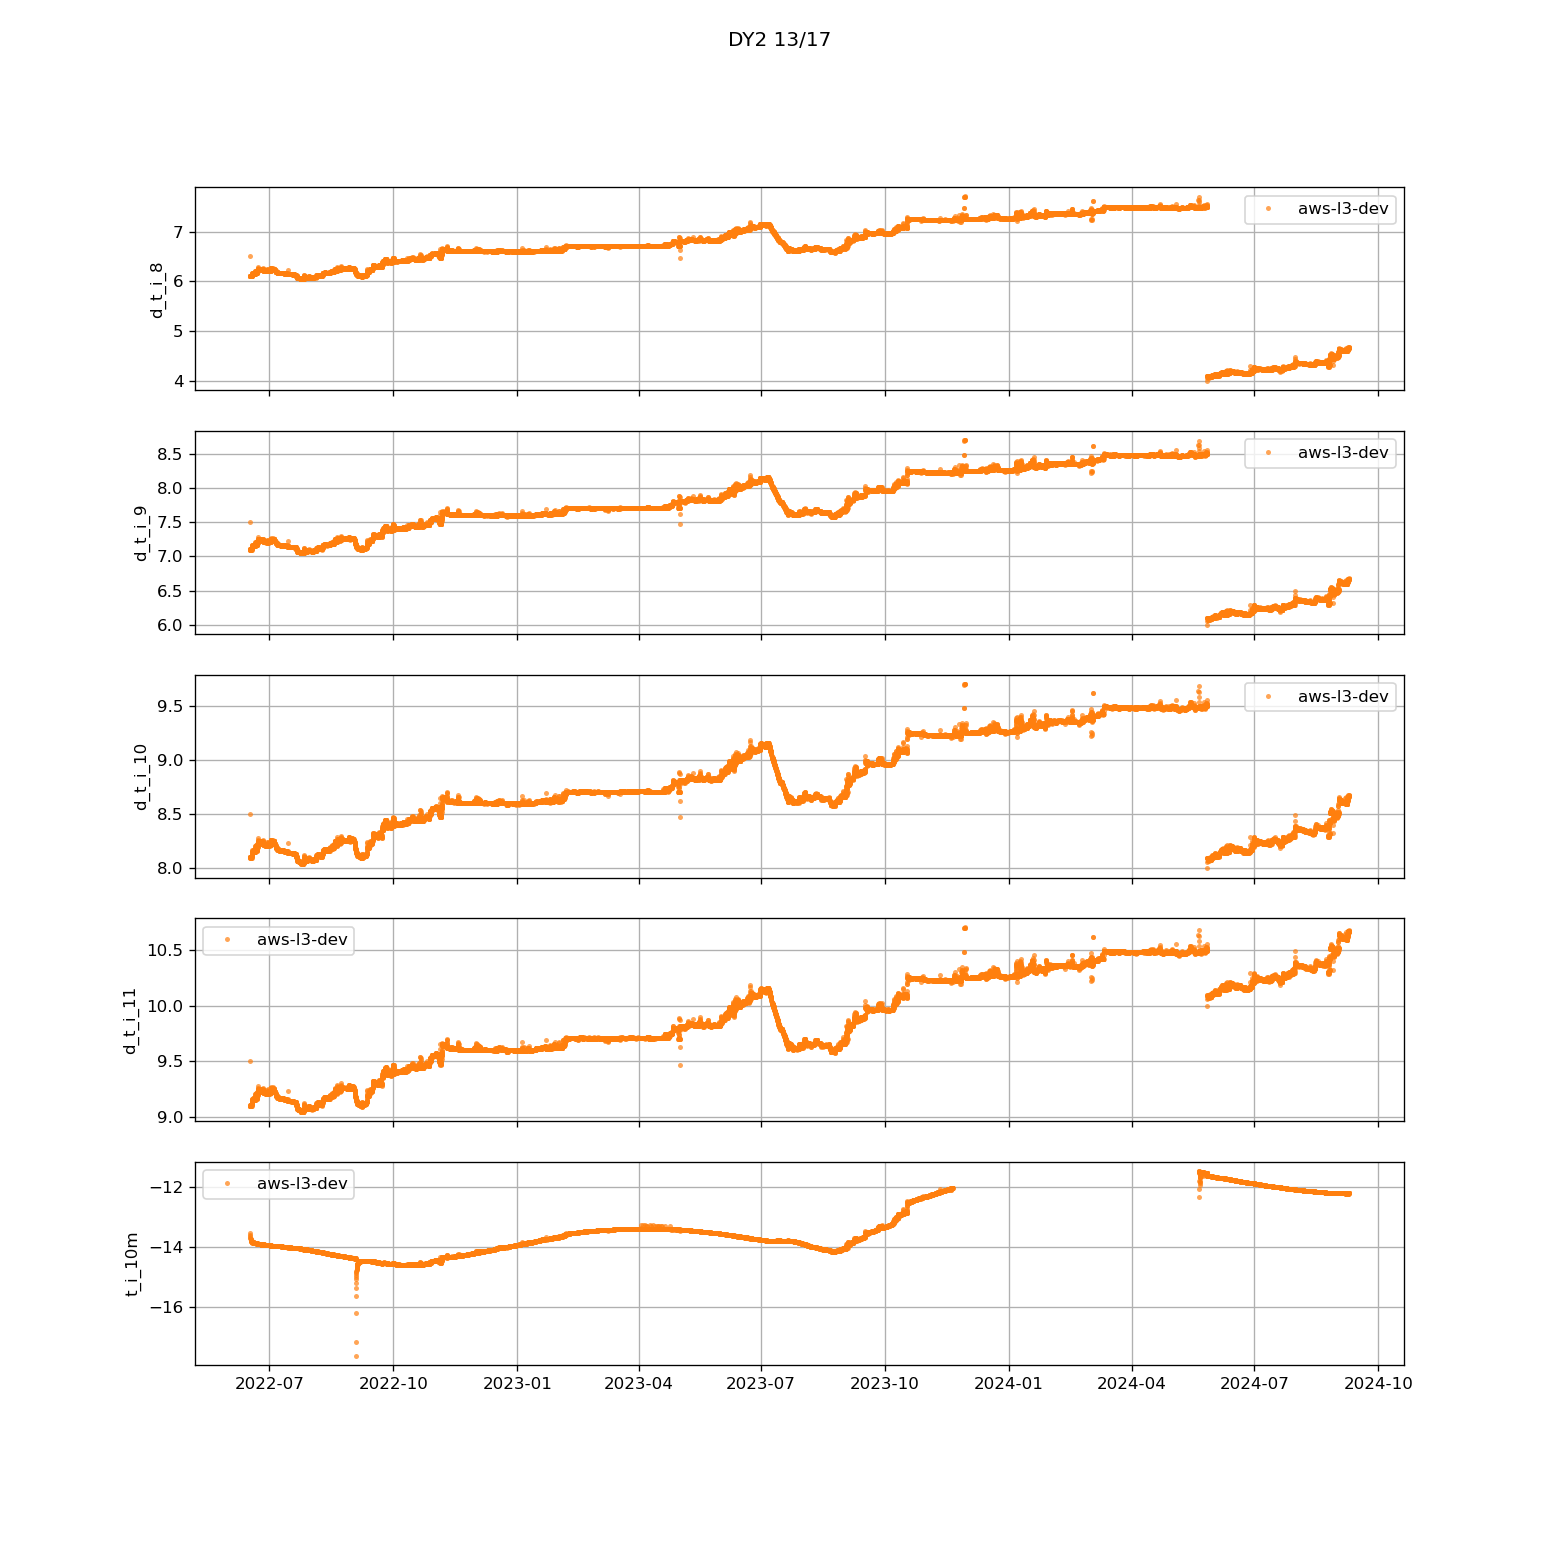 DY2 13/17
aws-l3-dev
7
6
5
4
d_t_i_8
aws-l3-dev
8.5
8.0
7.5
7.0
6.5
6.0
d_t_i_9
aws-l3-dev
9.5
9.0
8.5
8.0
d_t_i_10
aws-l3-dev
10.5
10.0
9.5
9.0
d_t_i_11
aws-l3-dev
−12
−14
−16
t_i_10m
2022-07 2022-10 2023-01 2023-04 2023-07 2023-10 2024-01 2024-04 2024-07 2024-10